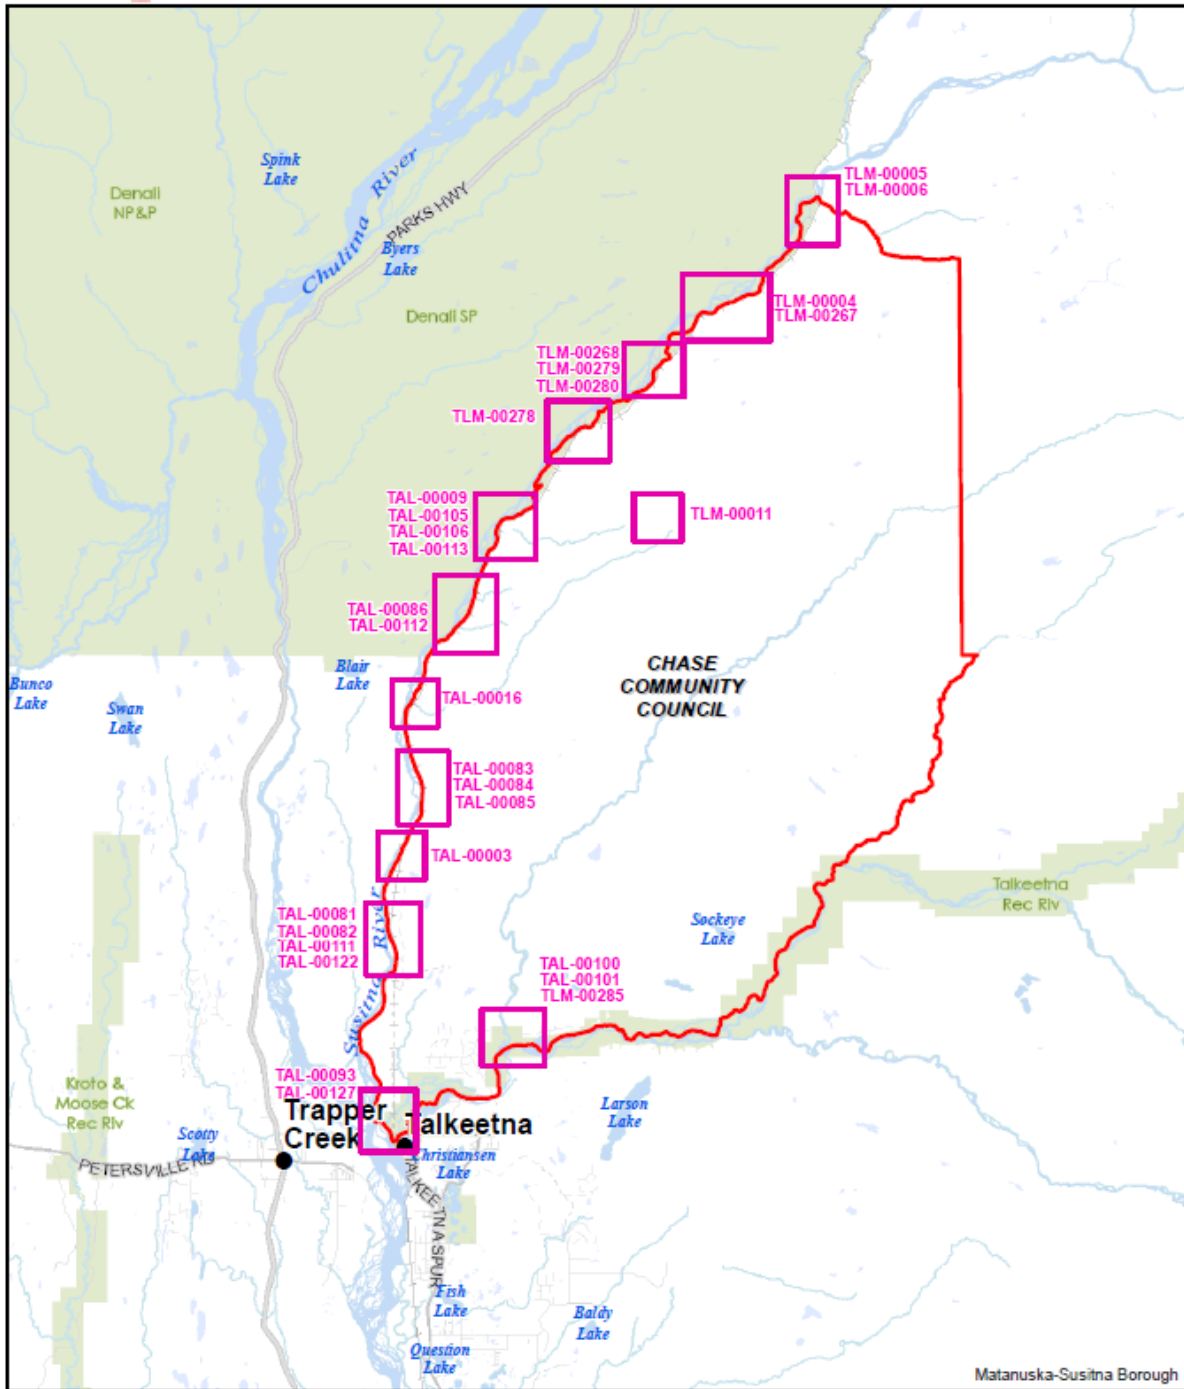 Spink
Lake
Denali
NP&P
Chulitna River
PARKS HWY
Byers
Lake
Denali SP
TLM-00005
TLM-00006
TLM-00004
TLM-00267
TLM-00268
TLM-00279
TLM-00280
TLM-00278
TAL-00009
TAL-00105
TAL-00106
TAL-00113
TLM-00011
TAL-00086
TAL-00112
Blair
Lake
Bunco
Lake
Swan
Lake
CHASE
COMMUNITY
COUNCIL
TAL-00016
TAL-00083
TAL-00084
TAL-00085
TAL-00003
Talkeetna
Rec Riv
Sockeye
Lake
TAL-00081
TAL-00082
TAL-00111
TAL-00122
Susitna River
TAL-00100
TAL-00101
TLM-00285
Kroto &
Moose Ck
Rec Riv
TAL-00093
TAL-00127
Trapper
Creek
Talkeetna
Larson
Lake
Scotty
Lake
PETERSVILLE RD
Christiansen
Lake
TALKEETNA SPUR
Fish
Lake
Baldy
Lake
Question
Lake
Matanuska-Susitna Borough